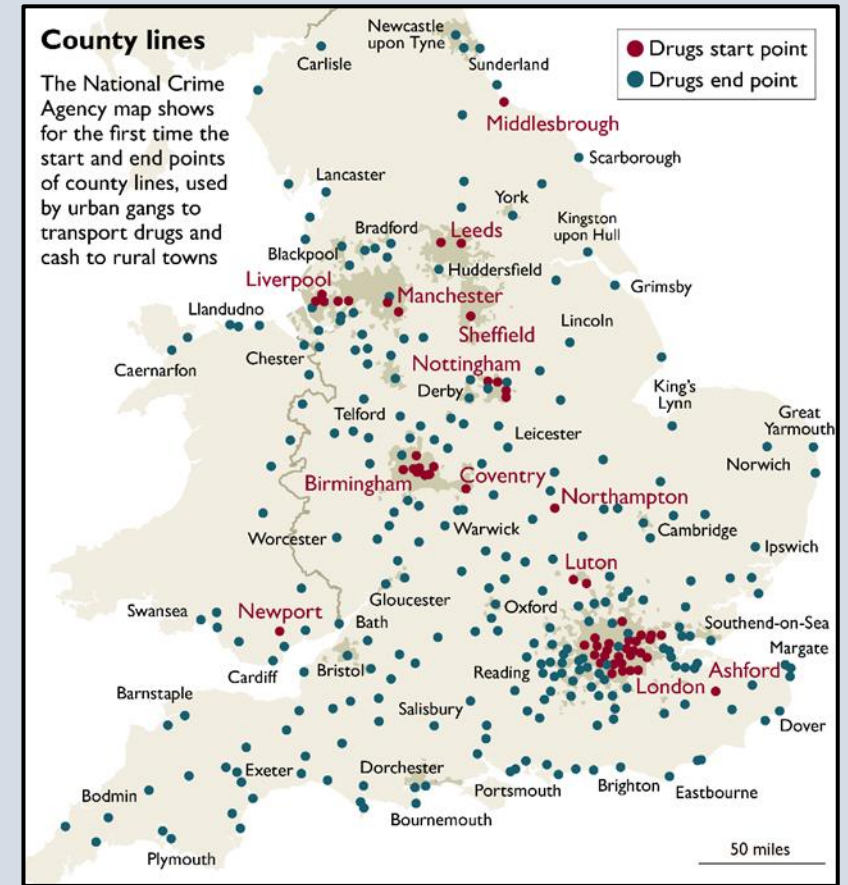 County lines
The National Crime
Agency map shows
for the first time the
start and end points
of county lines, used
by urban gangs to
transport drugs and
cash to rural towns
Drugs start point
Drugs end point
Newcastle
upon Tyne
Carlisle
Sunderland
Middlesbrough
Scarborough
Lancaster
York
Bradford
Leeds
Kingston
upon Hull
Blackpool
Huddersfield
Liverpool
Manchester
Grimsby
Llandudno
Sheffield
Lincoln
Chester
Nottingham
Caernarfon
Derby
King's
Lynn
Telford
Great
Yarmouth
Leicester
Norwich
Birmingham
Coventry
Northampton
Worcester
Warwick
Cambridge
Ipswich
Luton
Swansea
Newport
Gloucester
Oxford
Bath
Southend-on-Sea
Margate
Cardiff
Bristol
Reading
Ashford
London
Barnstaple
Salisbury
Dover
Exeter
Dorchester
Bodmin
Portsmouth
Brighton
Eastbourne
Bournemouth
Plymouth
50 miles